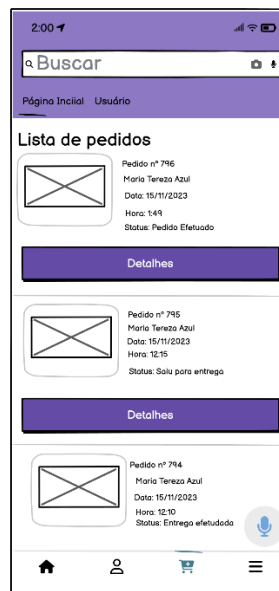 2:00
Buscar
Página Inciial Usuário
Lista de pedidos
Pedido nº 796
Maria Tereza Azul
Data: 15/11/2023
Hora: 1:49
Status: Pedido Efetuado
Detalhes
Pedido nº 795
Maria Tereza Azul
Data: 15/11/2023
Hora: 12:15
Status: Saiu para entrega
Detalhes
Pedido nº 794
Maria Tereza Azul
Data: 15/11/2023
Hora: 12:10
Status: Entrega efetudada